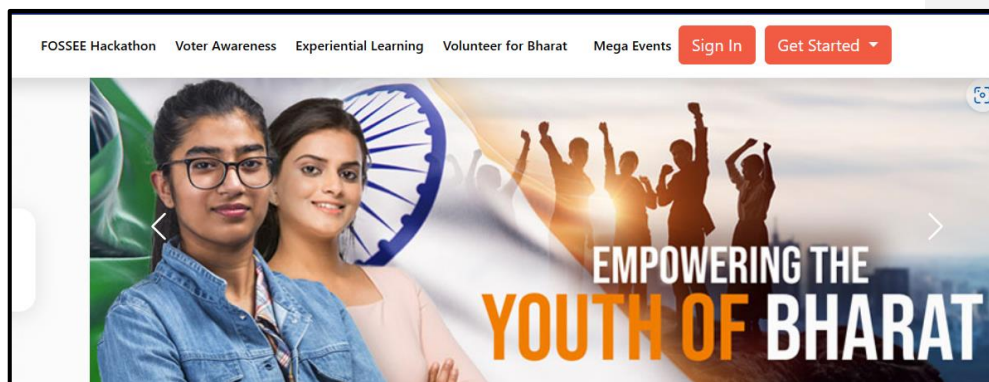 FOSSEE Hackathon Voter Awareness Experiential Learning Volunteer for Bharat Mega Events Sign In Get Started
EMPOWERING THE
YOUTH OF BHARAT